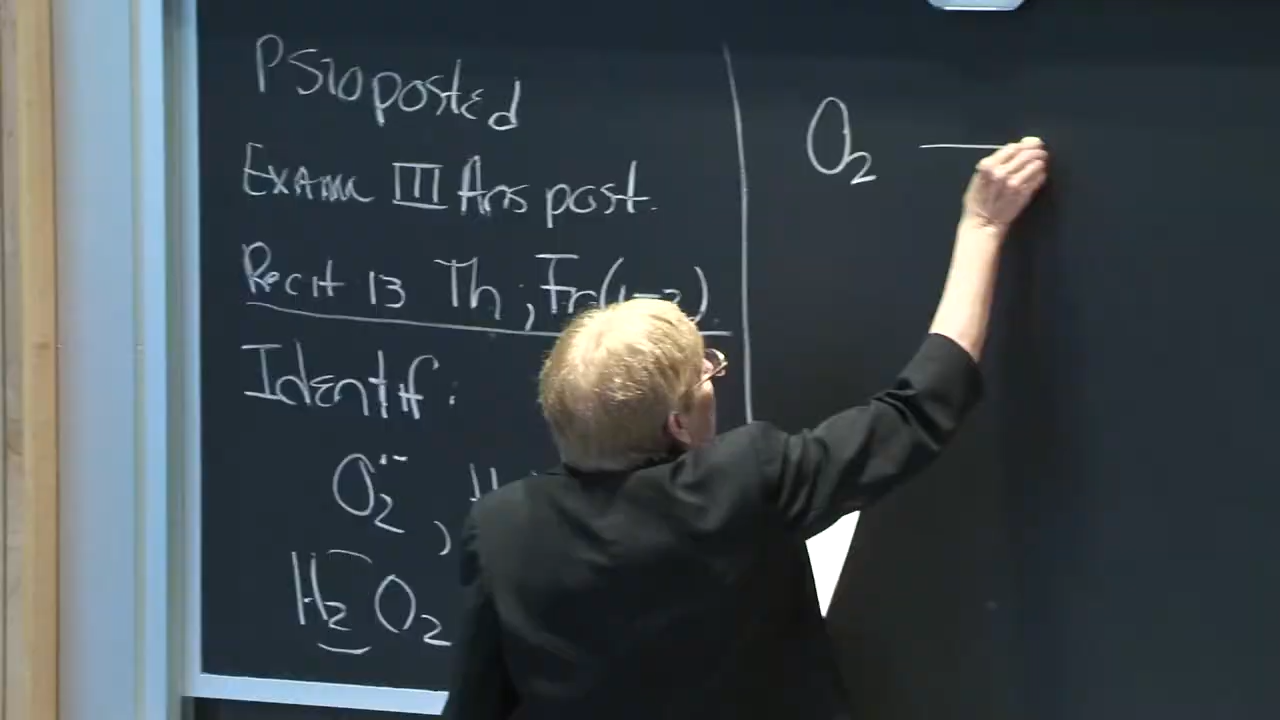 PS10 posted
Exam III Ans post.
Recit 13 Th; Fr(1-2).
Identif:
O₂·⁻, H
H₂O₂
O₂ —